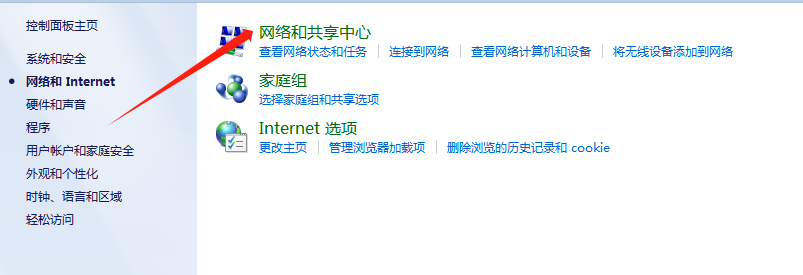 控制面板主页
系统和安全
网络和 Internet
硬件和声音
程序
用户帐户和家庭安全
外观和个性化
时钟、语言和区域
轻松访问
网络和共享中心
查看网络状态和任务 连接到网络 查看网络计算机和设备 将无线设备添加到网络
家庭组
选择家庭组和共享选项
Internet 选项
更改主页 管理浏览器加载项 删除浏览的历史记录和 cookie